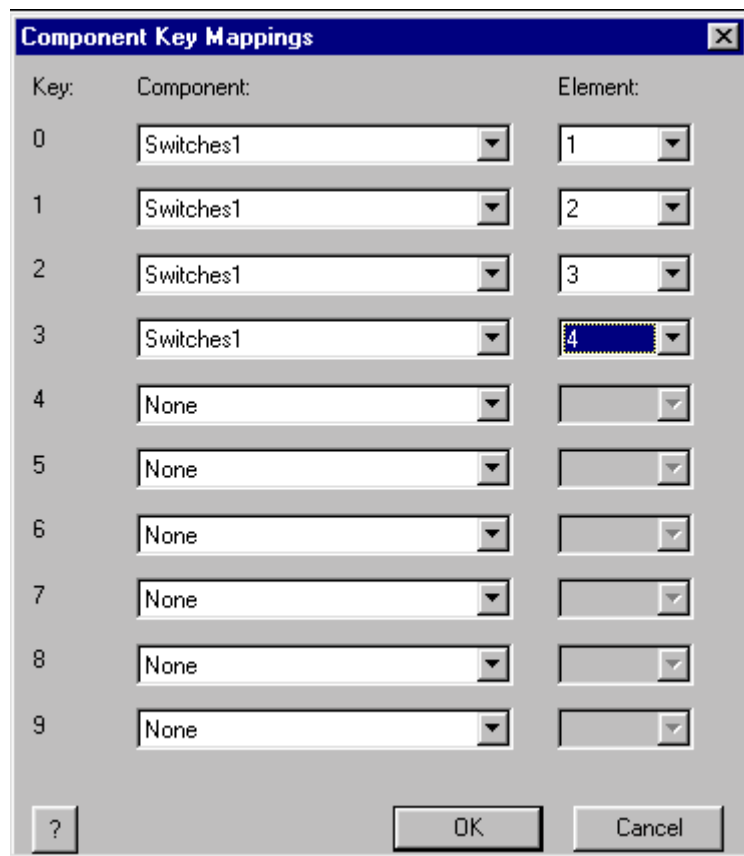 Component Key Mappings
Key: Component: Element:
0 Switches1 1
1 Switches1 2
2 Switches1 3
3 Switches1 4
4 None
5 None
6 None
7 None
8 None
9 None
? OK Cancel